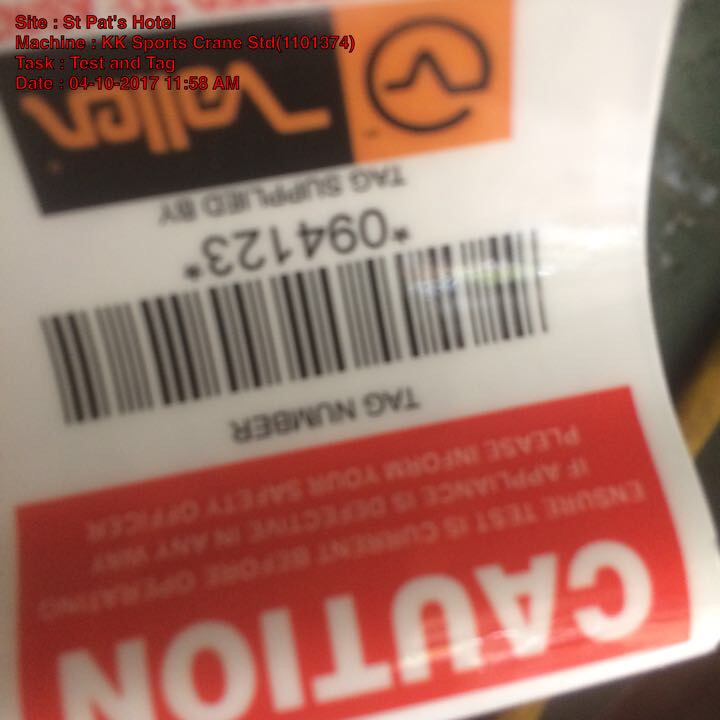 Site : St Pat's Hotel
Machine : KK Sports Crane Std(1101374)
Task : Test and Tag
Date : 04-10-2017 11:58 AM
CAUTION
ENSURE TEST IS CURRENT BEFORE OPERATING
IF APPLIANCE IS DEFECTIVE IN ANY WAY
PLEASE INFORM YOUR SAFETY OFFICER
TAG NUMBER
*094123*
TAG SUPPLIED BY
Vallen